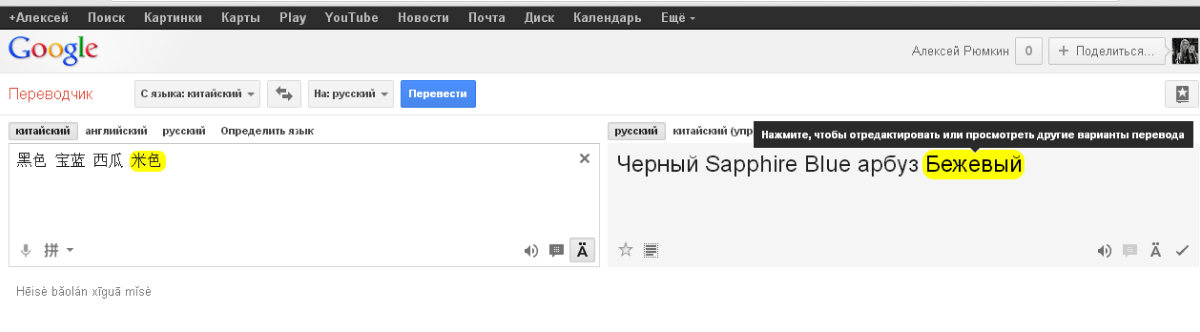 +Алексей Поиск Картинки Карты Play YouTube Новости Почта Диск Календарь Ещё
Google Алексей Рюмкин 0 + Поделиться...
Переводчик С языка: китайский На: русский Перевести
китайский английский русский Определить язык русский китайский (упр
Нажмите, чтобы отредактировать или просмотреть другие варианты перевода
黑色 宝蓝 西瓜 米色 Черный Sapphire Blue арбуз Бежевый
拼 Ä Ä
Hēisè bǎolán xīguā mǐsè